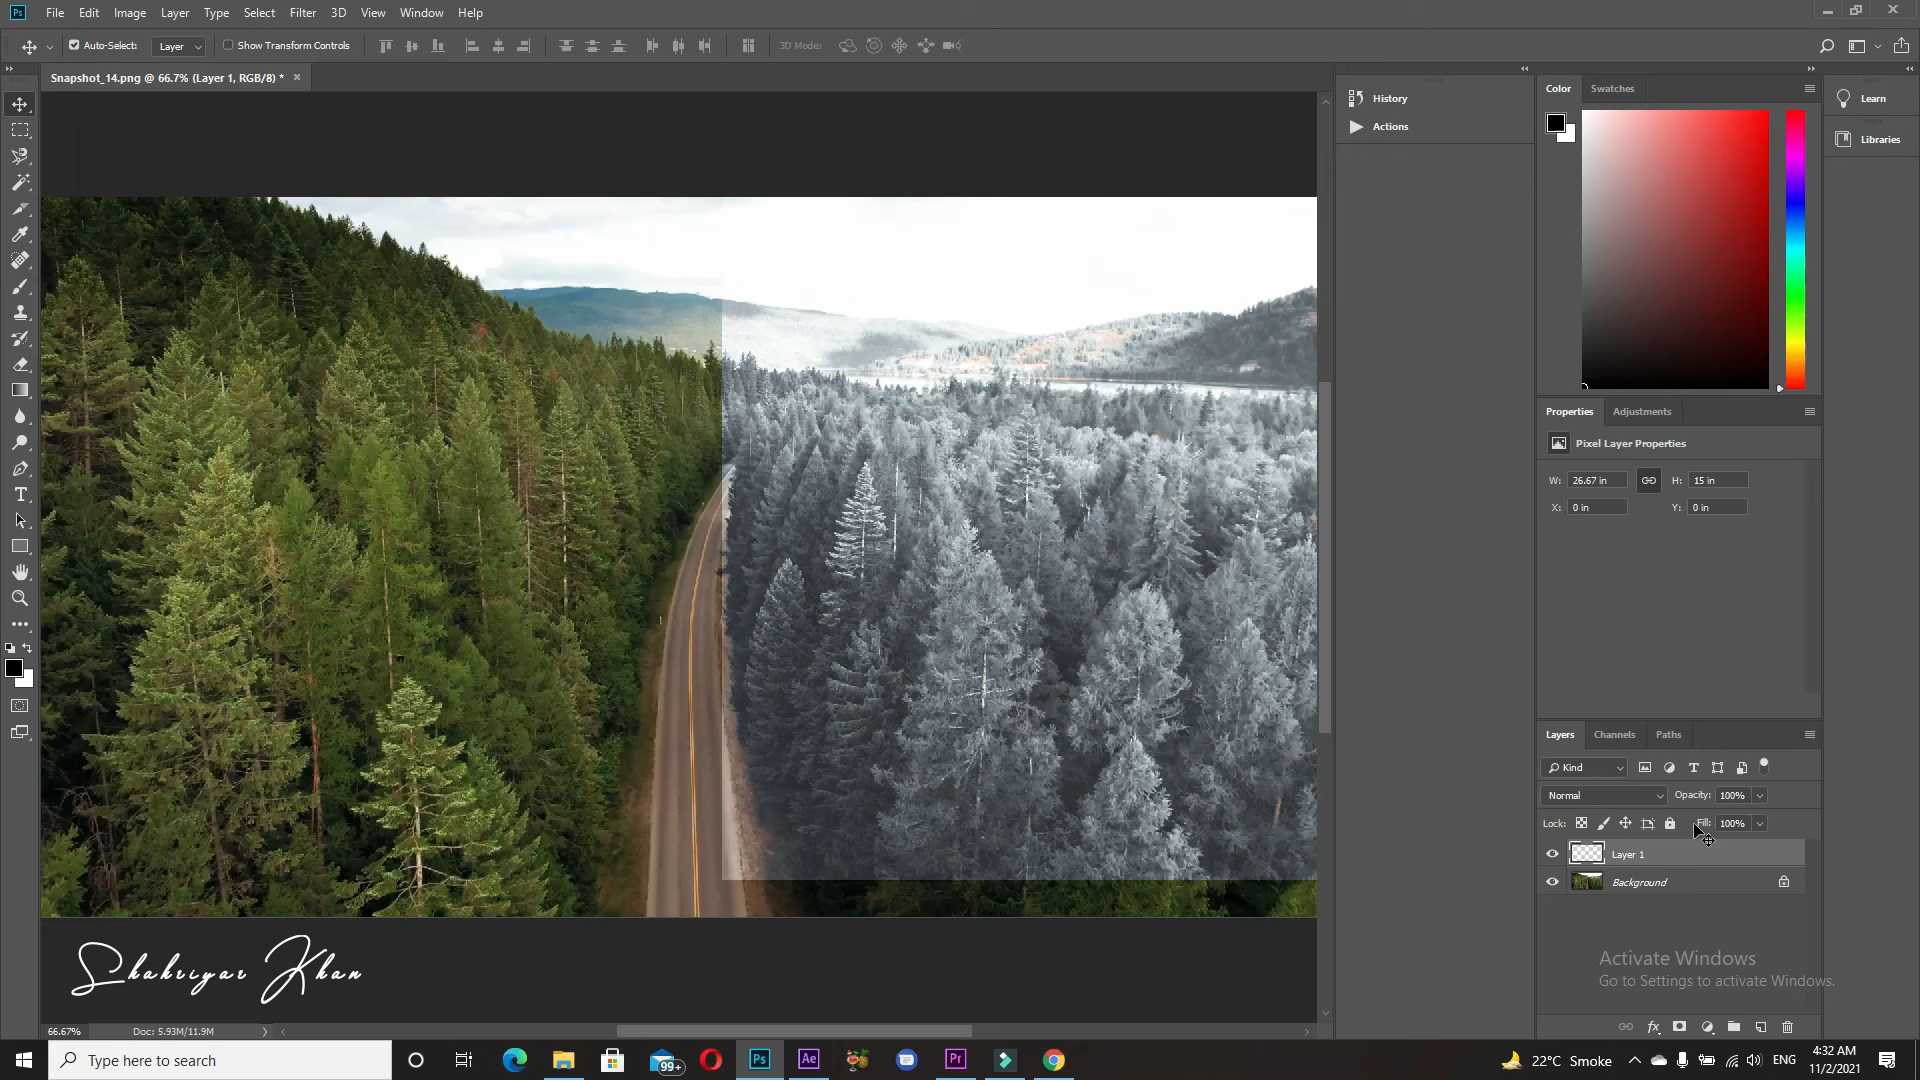 File Edit Image Layer Type Select Filter 3D View Window Help
Auto-Select: Layer Show Transform Controls 3D Mode:
Snapshot_14.png @ 66.7% (Layer 1, RGB/8) *
History
Actions
Color Swatches
Learn
Libraries
Properties Adjustments
Pixel Layer Properties
W: 26.67 in H: 15 in
X: 0 in Y: 0 in
Layers Channels Paths
Kind
Normal Opacity: 100%
Lock: Fill: 100%
Layer 1
Background
Activate Windows
Go to Settings to activate Windows.
Shahriyar Khan
66.67% Doc: 5.93M/11.9M
Type here to search
99+
Ps
Ae
Pr
22°C Smoke
ENG
4:32 AM
11/2/2021